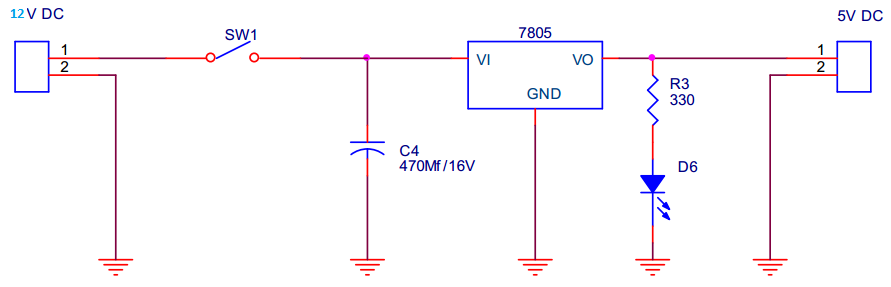 12V DC
5V DC
SW1
7805
1
2
VI
VO
GND
1
2
R3
330
C4
470Mf/16V
D6